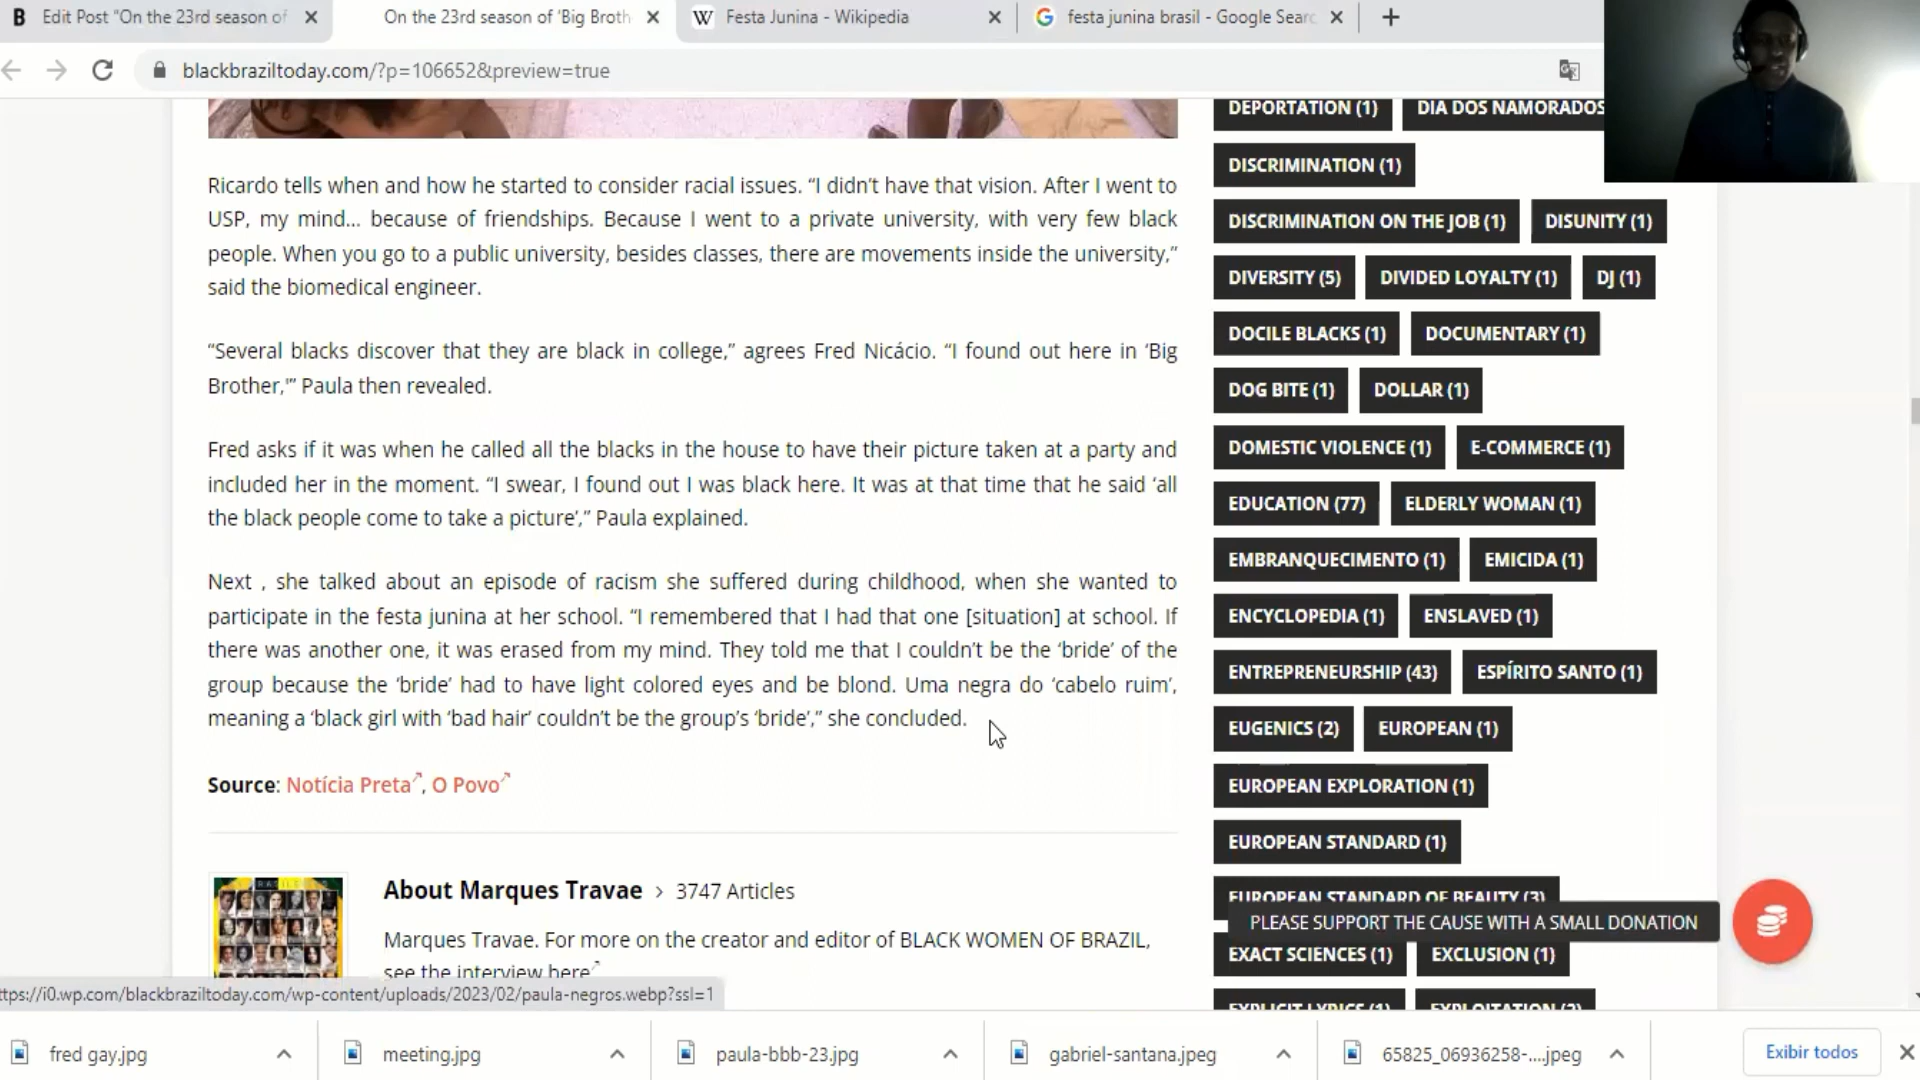 Edit Post “On the 23rd season of
On the 23rd season of ‘Big Broth
Festa Junina - Wikipedia
festa junina brasil - Google Searc
blackbraziltoday.com/?p=106652&preview=true
Ricardo tells when and how he started to consider racial issues. “I didn’t have that vision. After I went to
USP, my mind... because of friendships. Because I went to a private university, with very few black
people. When you go to a public university, besides classes, there are movements inside the university,”
said the biomedical engineer.
“Several blacks discover that they are black in college,” agrees Fred Nicácio. “I found out here in ‘Big
Brother,’” Paula then revealed.
Fred asks if it was when he called all the blacks in the house to have their picture taken at a party and
included her in the moment. “I swear, I found out I was black here. It was at that time that he said ‘all
the black people come to take a picture’,” Paula explained.
Next , she talked about an episode of racism she suffered during childhood, when she wanted to
participate in the festa junina at her school. “I remembered that I had that one [situation] at school. If
there was another one, it was erased from my mind. They told me that I couldn’t be the ‘bride’ of the
group because the ‘bride’ had to have light colored eyes and be blond. Uma negra do ‘cabelo ruim’,
meaning a ‘black girl with ‘bad hair’ couldn’t be the group’s ‘bride’,” she concluded.
Source: Notícia Preta, O Povo
About Marques Travae > 3747 Articles
Marques Travae. For more on the creator and editor of BLACK WOMEN OF BRAZIL,
see the interview here
DEPORTATION (1) DIA DOS NAMORADOS
DISCRIMINATION (1)
DISCRIMINATION ON THE JOB (1) DISUNITY (1)
DIVERSITY (5) DIVIDED LOYALTY (1) DJ (1)
DOCILE BLACKS (1) DOCUMENTARY (1)
DOG BITE (1) DOLLAR (1)
DOMESTIC VIOLENCE (1) E-COMMERCE (1)
EDUCATION (77) ELDERLY WOMAN (1)
EMBRANQUECIMENTO (1) EMICIDA (1)
ENCYCLOPEDIA (1) ENSLAVED (1)
ENTREPRENEURSHIP (43) ESPÍRITO SANTO (1)
EUGENICS (2) EUROPEAN (1)
EUROPEAN EXPLORATION (1)
EUROPEAN STANDARD (1)
EUROPEAN STANDARD OF BEAUTY (3)
PLEASE SUPPORT THE CAUSE WITH A SMALL DONATION
EXACT SCIENCES (1) EXCLUSION (1)
EXPLICIT LYRICS (1) EXPLOITATION (2)
ttps://i0.wp.com/blackbraziltoday.com/wp-content/uploads/2023/02/paula-negros.webp?ssl=1
fred gay.jpg
meeting.jpg
paula-bbb-23.jpg
gabriel-santana.jpeg
65825_06936258-....jpeg
Exibir todos